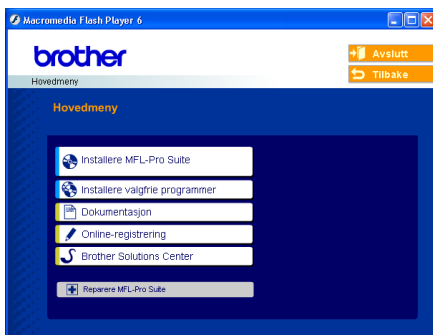 Macromedia Flash Player 6
brother
Avslutt
Tilbake
Hovedmeny
Hovedmeny
Installere MFL-Pro Suite
Installere valgfrie programmer
Dokumentasjon
Online-registrering
Brother Solutions Center
Reparere MFL-Pro Suite